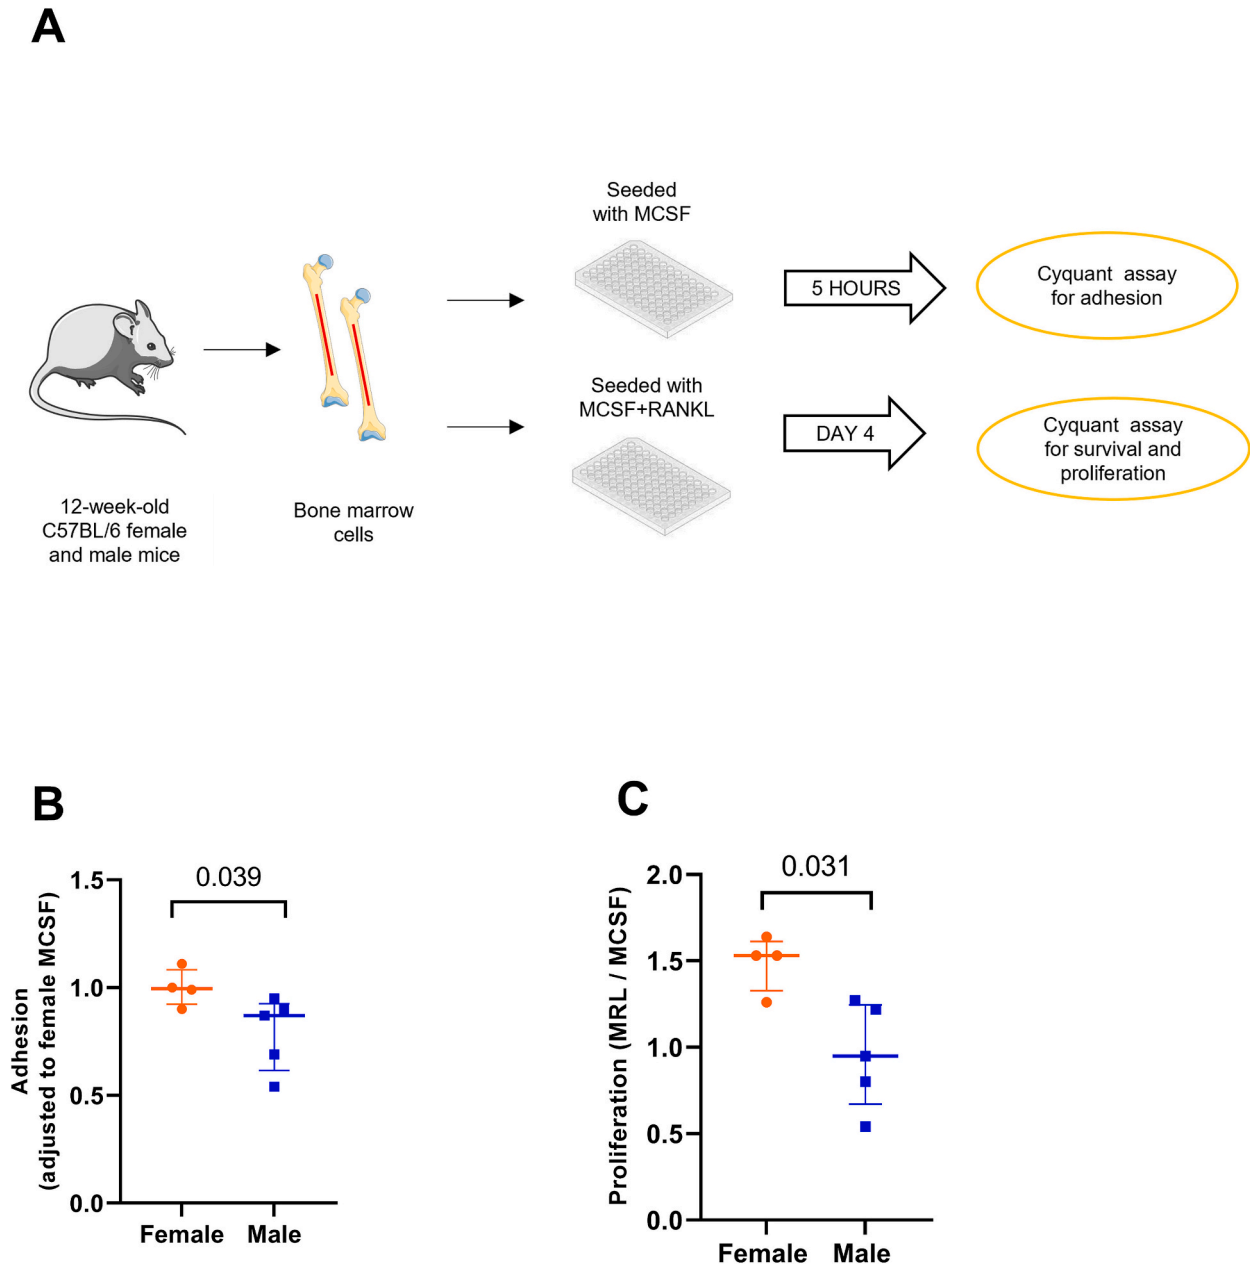 A
Seeded
with MCSF
5 HOURS
Cyquant assay
for adhesion
Seeded with
MCSF+RANKL
DAY 4
Cyquant assay
for survival and
proliferation
12-week-old
C57BL/6 female
and male mice
Bone marrow
cells
B
0.039
1.5
1.0
0.5
0.0
Adhesion
(adjusted to female MCSF)
Female
Male
C
0.031
2.0
1.5
1.0
0.5
0.0
Proliferation (MRL / MCSF)
Female
Male